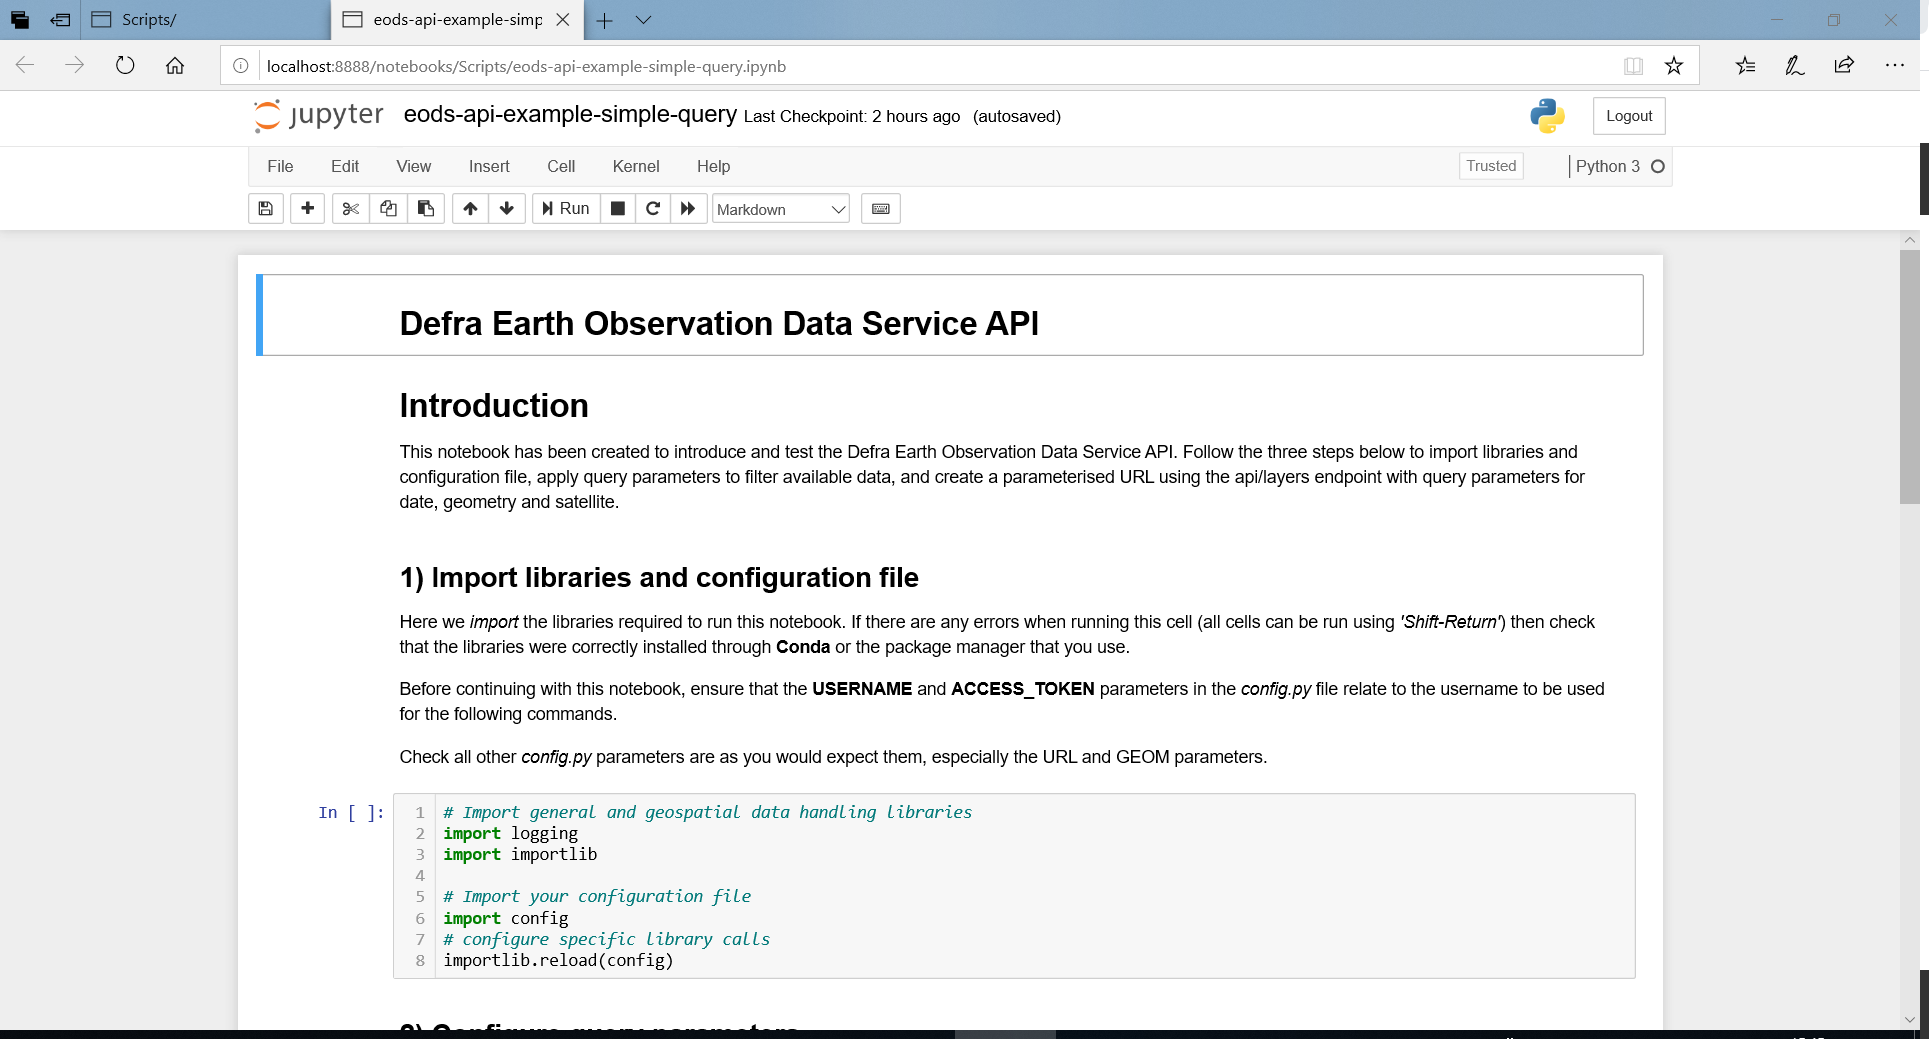 Scripts/
eods-api-example-simp
localhost:8888/notebooks/Scripts/eods-api-example-simple-query.ipynb
jupyter eods-api-example-simple-query Last Checkpoint: 2 hours ago (autosaved)
Logout
File Edit View Insert Cell Kernel Help
Trusted
Python 3
Run
Markdown
Defra Earth Observation Data Service API
Introduction
This notebook has been created to introduce and test the Defra Earth Observation Data Service API. Follow the three steps below to import libraries and
configuration file, apply query parameters to filter available data, and create a parameterised URL using the api/layers endpoint with query parameters for
date, geometry and satellite.
1) Import libraries and configuration file
Here we import the libraries required to run this notebook. If there are any errors when running this cell (all cells can be run using 'Shift-Return') then check
that the libraries were correctly installed through Conda or the package manager that you use.
Before continuing with this notebook, ensure that the USERNAME and ACCESS_TOKEN parameters in the config.py file relate to the username to be used
for the following commands.
Check all other config.py parameters are as you would expect them, especially the URL and GEOM parameters.
In [ ]:
1 # Import general and geospatial data handling libraries
2 import logging
3 import importlib
4
5 # Import your configuration file
6 import config
7 # configure specific library calls
8 importlib.reload(config)
2) Configure query parameters